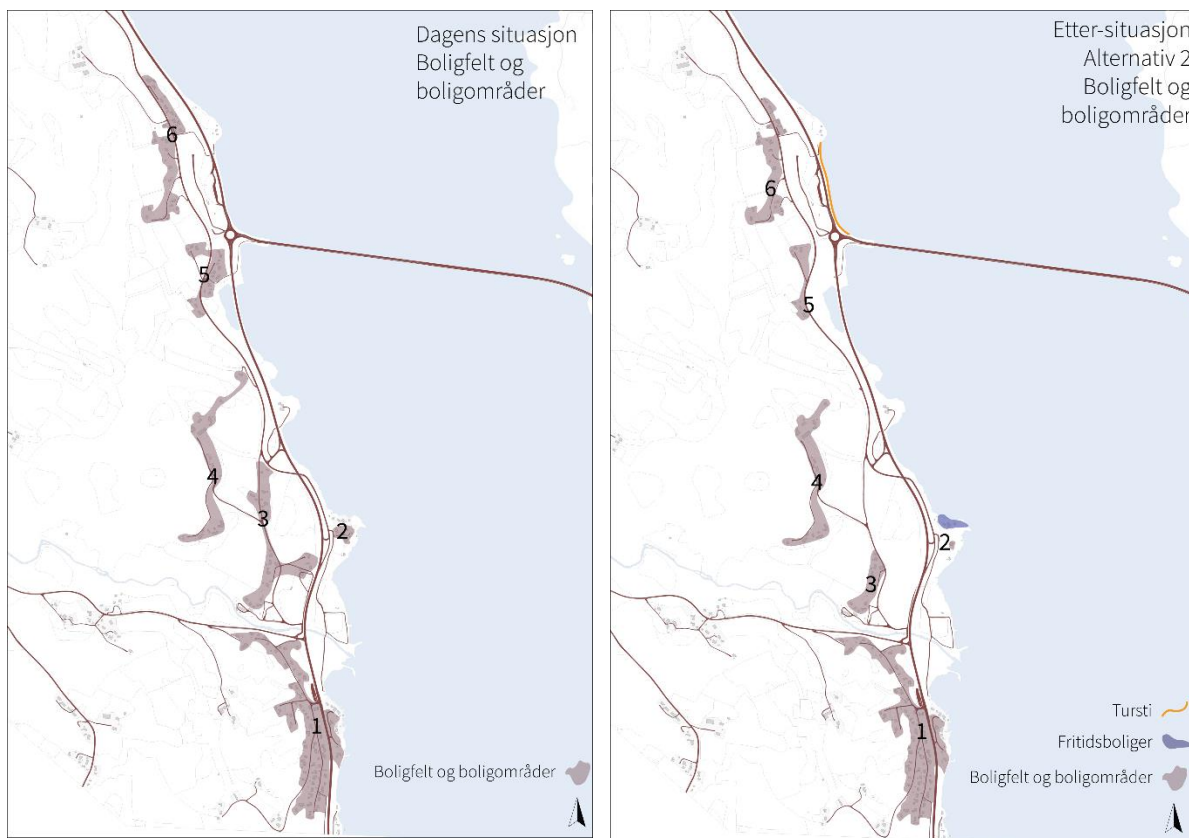 Dagens situasjon
Boligfelt og
boligområder
6
5
4
3
2
1
Boligfelt og boligområder
Etter-situasjon
Alternativ 2
Boligfelt og
boligområder
6
5
4
2
3
1
Tursti
Fritidsboliger
Boligfelt og boligområder